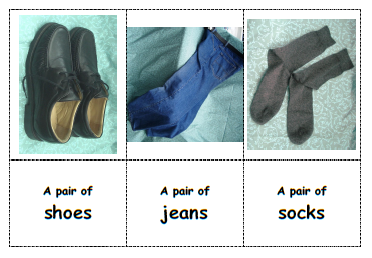 A pair of
shoes
A pair of
jeans
A pair of
socks